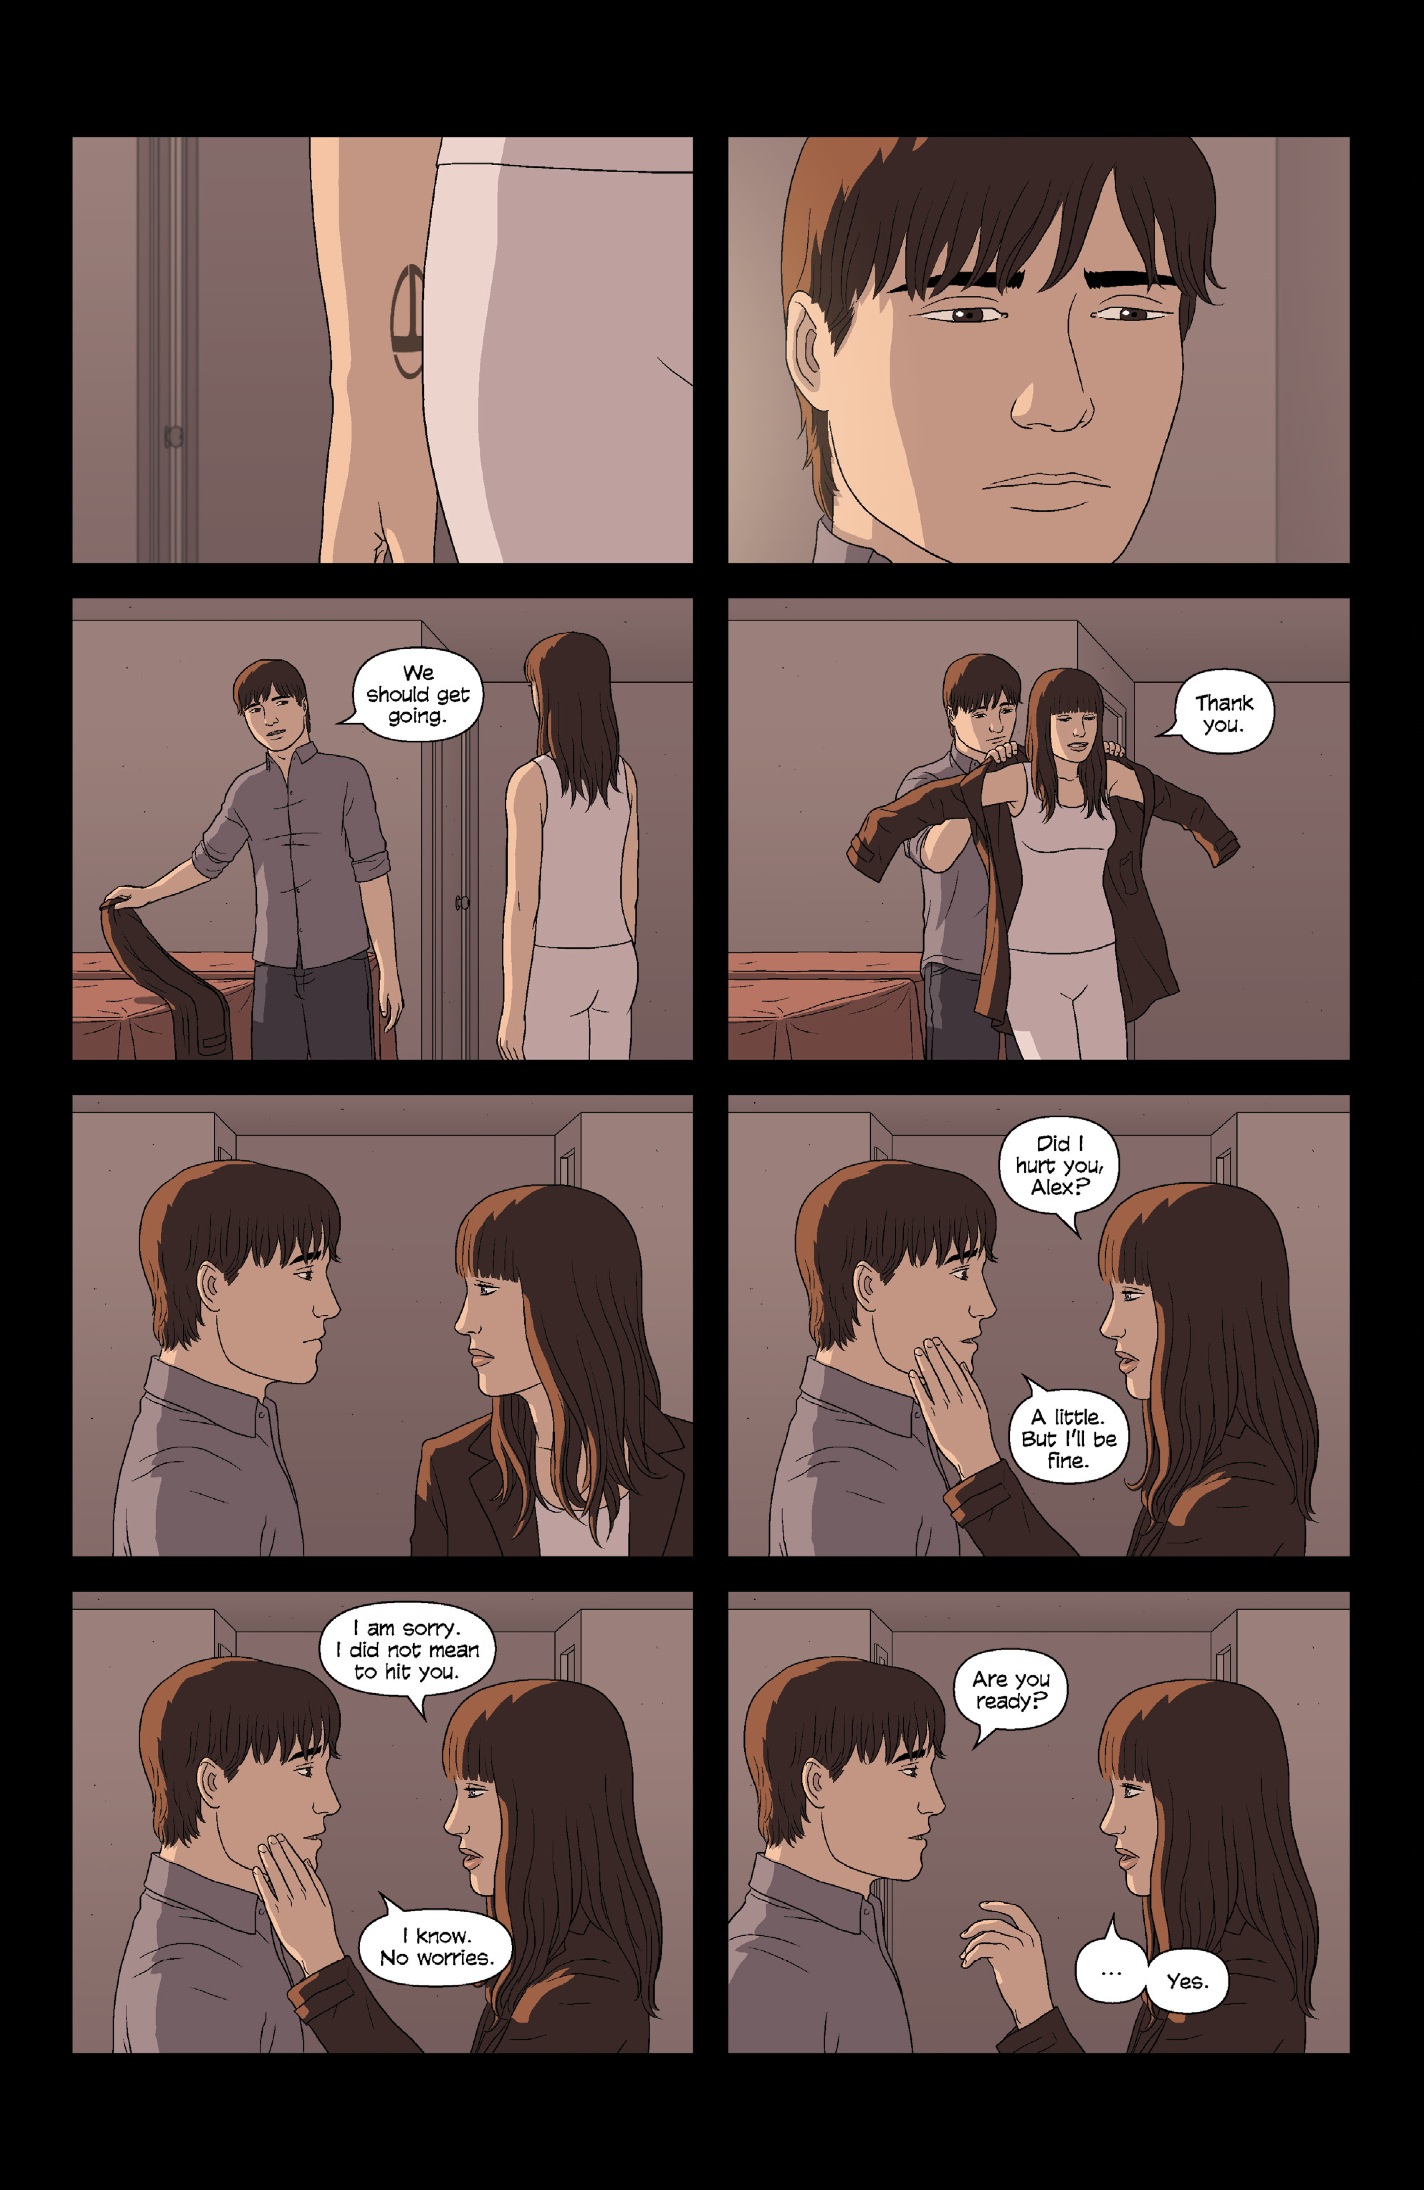 We
should get
going.
Thank
you.
Did I
hurt you,
Alex?
A little.
But I'll be
fine.
I am sorry.
I did not mean
to hit you.
I know.
No worries.
Are you
ready?
...
Yes.